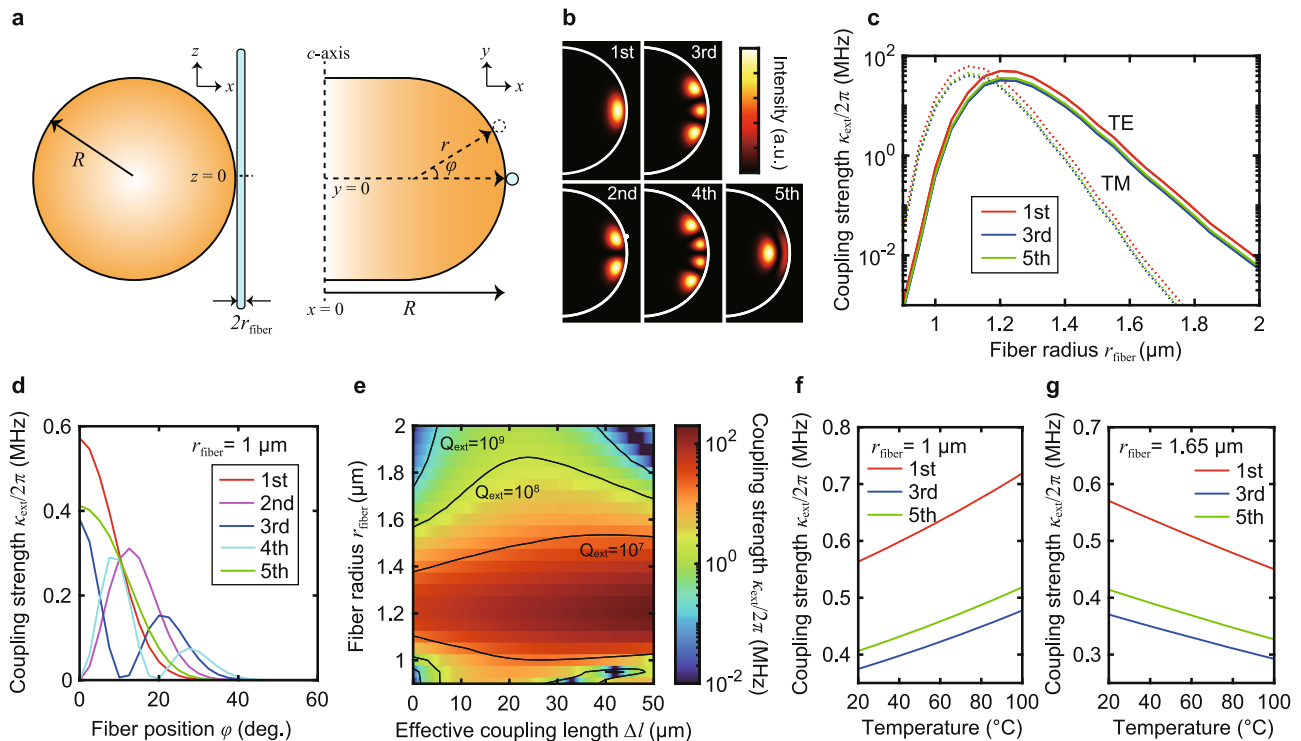 a
z
x
R
z=0
2r_fiber
c-axis
y
x
r
φ
y=0
x=0
R
b
1st
3rd
2nd
4th
5th
Intensity (a.u.)
c
Coupling strength κ_ext/2π (MHz)
10^2
10^0
10^-2
TE
TM
1st
3rd
5th
1
1.2
1.4
1.6
1.8
2
Fiber radius r_fiber (µm)
d
Coupling strength κ_ext/2π (MHz)
0.6
0.4
0.2
0
r_fiber= 1 µm
1st
2nd
3rd
4th
5th
0
20
40
60
Fiber position φ (deg.)
e
Fiber radius r_fiber (µm)
2
1.8
1.6
1.4
1.2
1
Q_ext=10^9
Q_ext=10^8
Q_ext=10^7
0
10
20
30
40
50
Effective coupling length Δl (µm)
10^2
10^0
10^-2
Coupling strength κ_ext/2π (MHz)
f
Coupling strength κ_ext/2π (MHz)
0.8
0.7
0.6
0.5
0.4
r_fiber= 1 µm
1st
3rd
5th
20
40
60
80
100
Temperature (°C)
g
Coupling strength κ_ext/2π (MHz)
0.7
0.6
0.5
0.4
0.3
r_fiber= 1.65 µm
1st
3rd
5th
20
40
60
80
100
Temperature (°C)